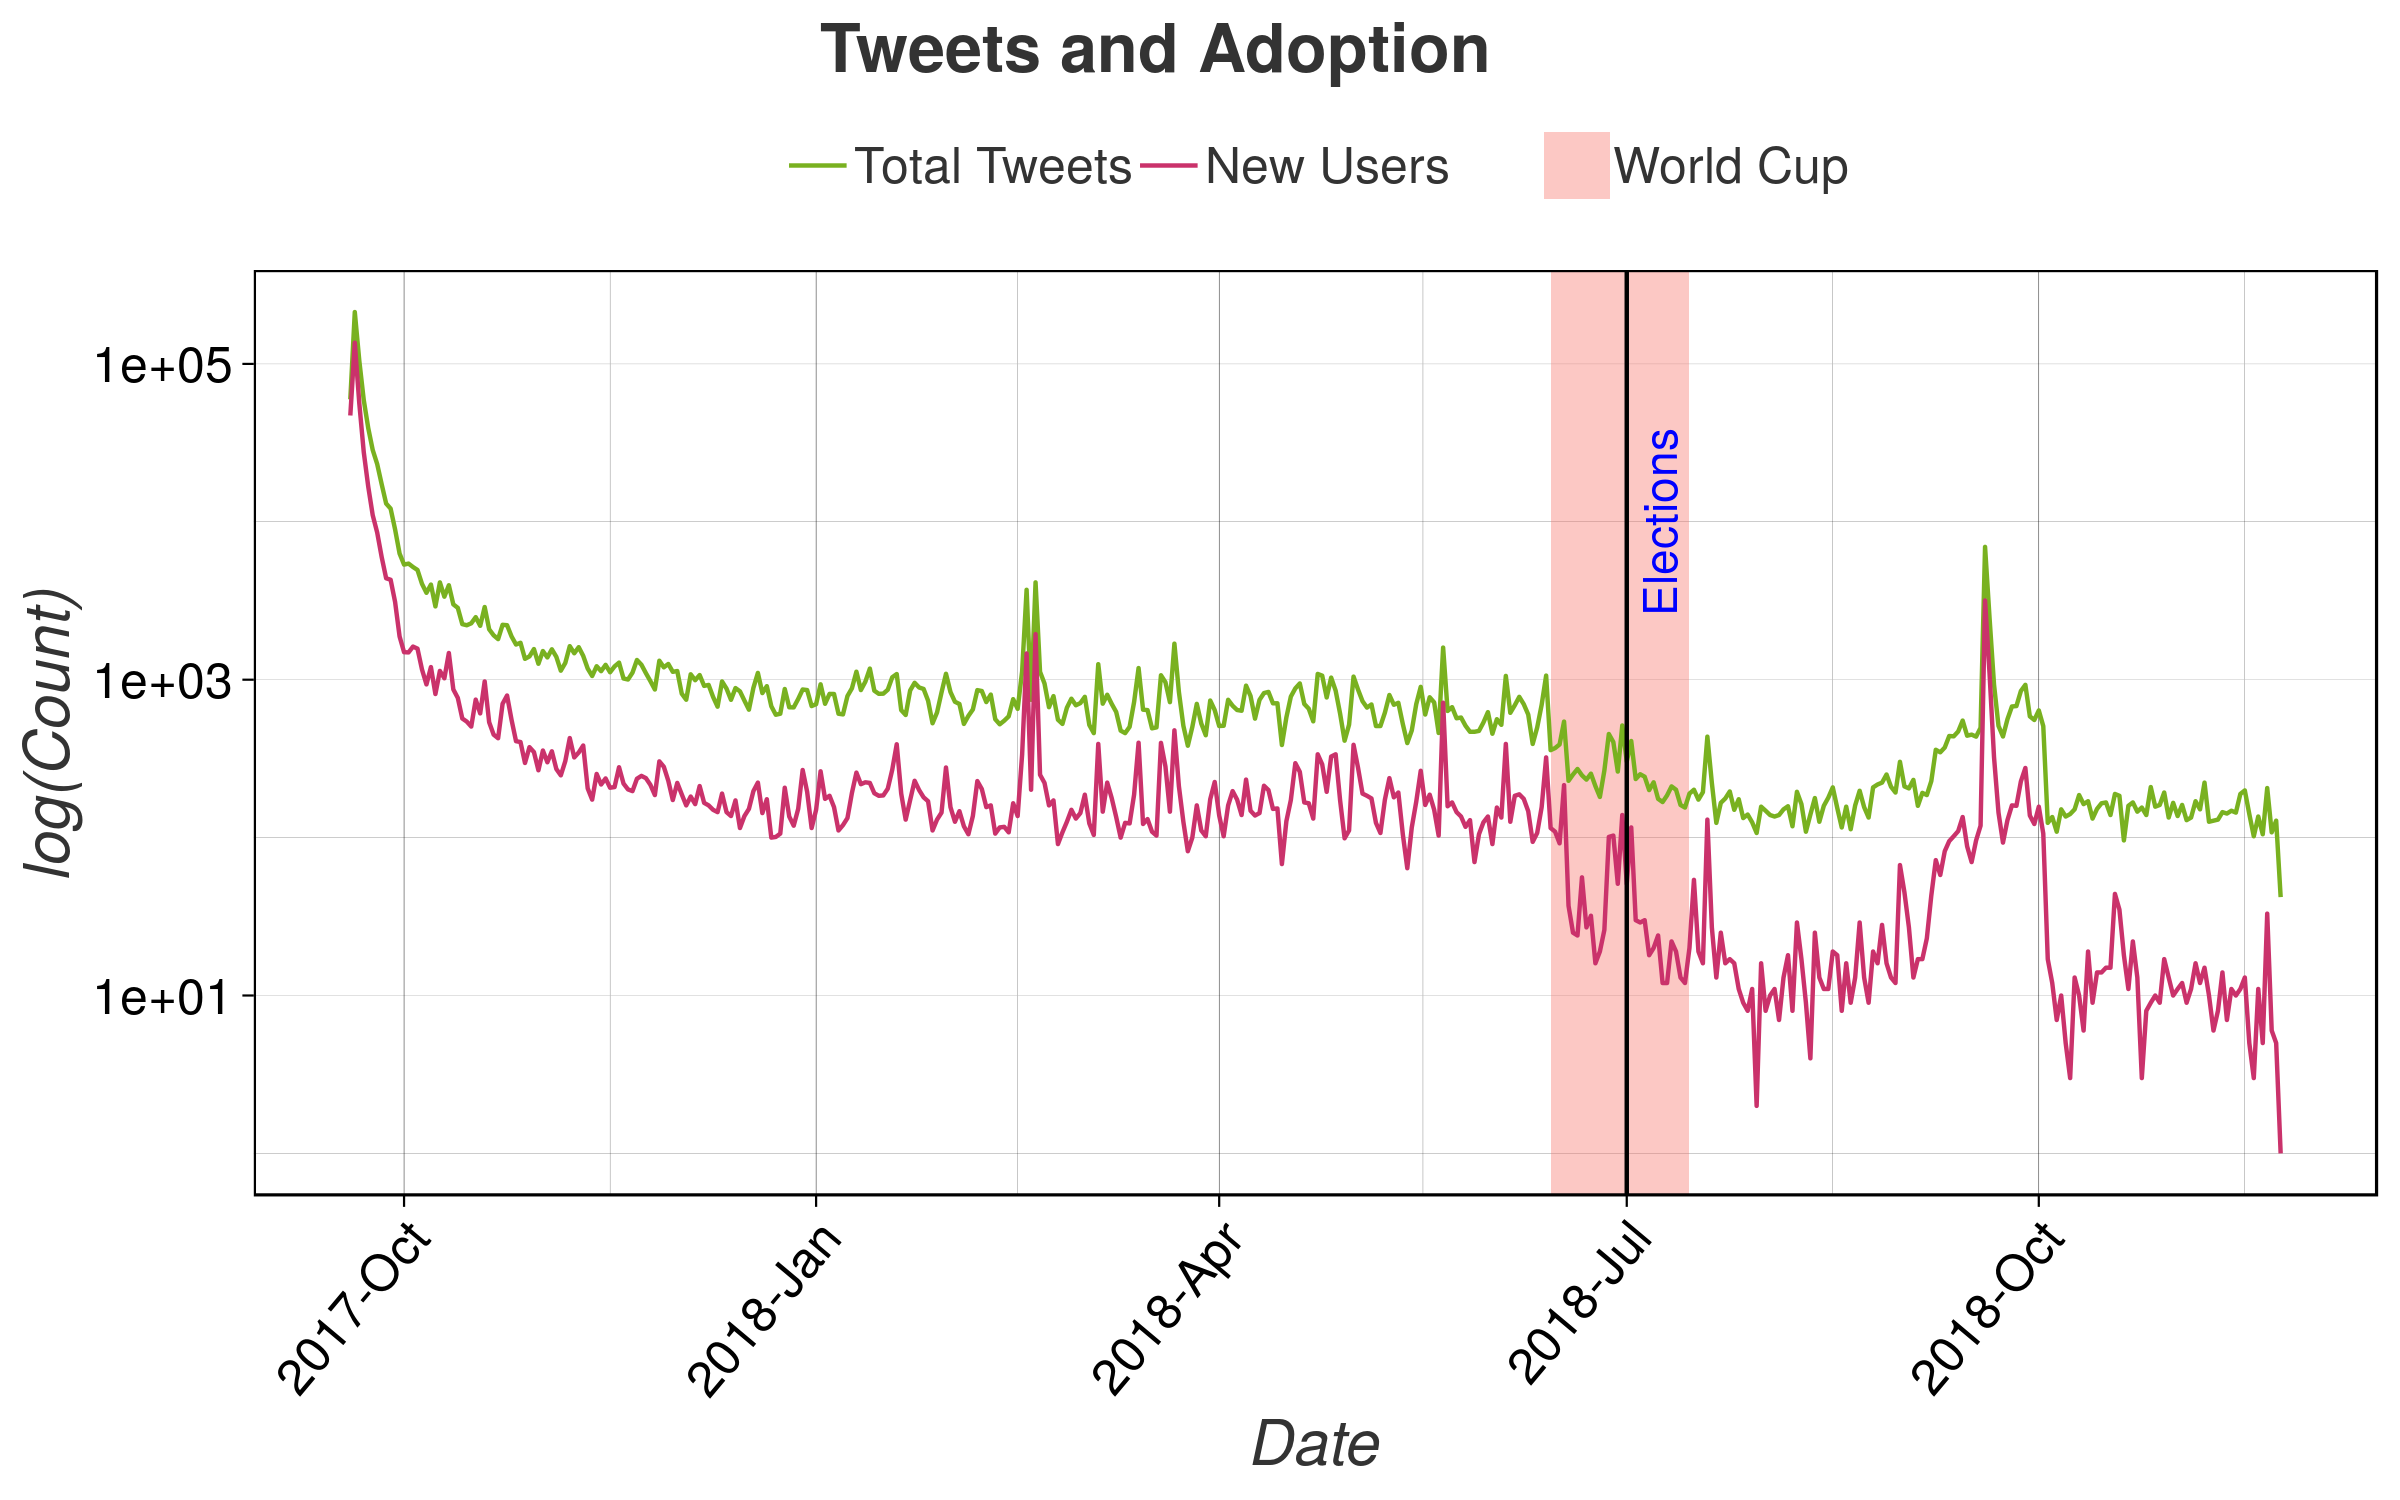 Tweets and Adoption
Total Tweets New Users World Cup
log(Count)
1e+05
1e+03
1e+01
Elections
2017-Oct
2018-Jan
2018-Apr
2018-Jul
2018-Oct
Date